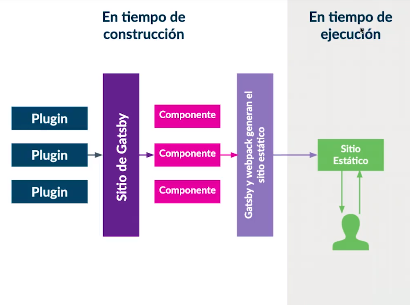 En tiempo de
construcción
En tiempo de
ejecución
Plugin
Plugin
Plugin
Sitio de Gatsby
Componente
Componente
Componente
Gatsby y webpack generan el
sitio estático
Sitio
Estático